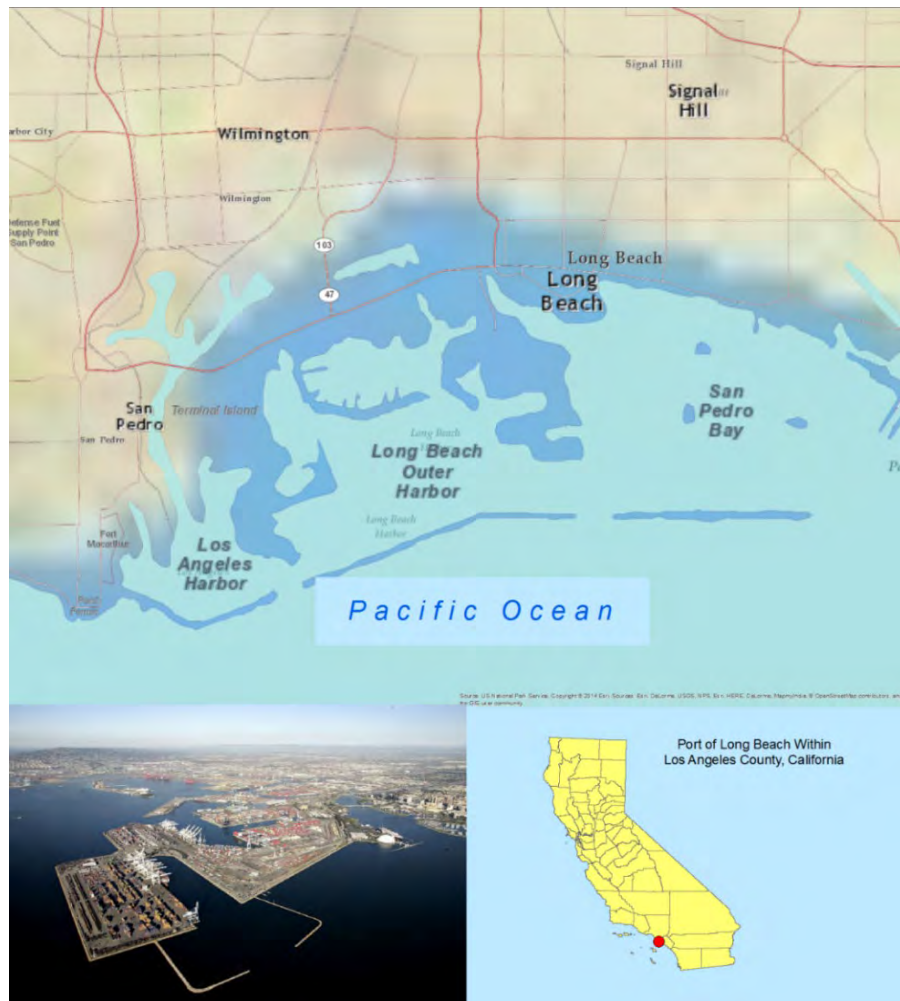 Signal Hill
Signal
Hill
arbor City
Wilmington
Wilmington
Defense Fuel
Supply Point
San Pedro
103
47
Long Beach
Long
Beach
San
Pedro
Terminal Island
San Pedro
San
Pedro
Bay
Long Beach
Long Beach
Outer
Harbor
Long Beach
Harbor
Fort
Macarthur
Los
Angeles
Harbor
Point
Fermin
Pacific Ocean
Port of Long Beach Within
Los Angeles County, California